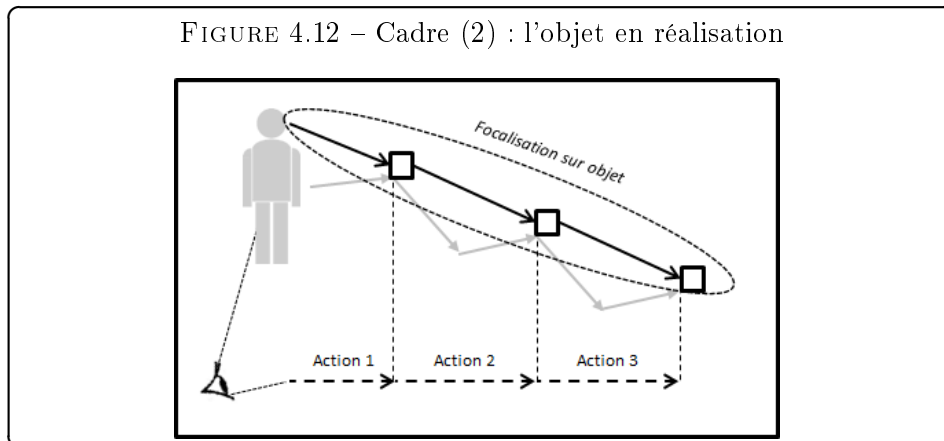 FIGURE 4.12 – Cadre (2) : l'objet en réalisation
Focalisation sur objet
Action 1
Action 2
Action 3